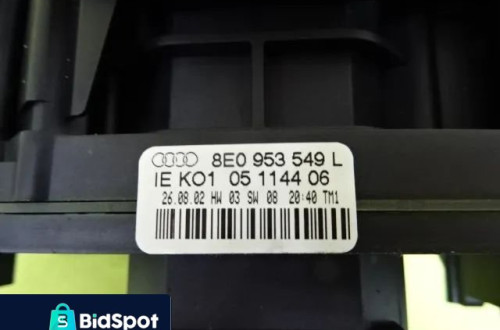 8E0 953 549 L
IE KO1 05 1144 06
26.08.02 HW 03 SW 08 20:40 TM1
BidSpot